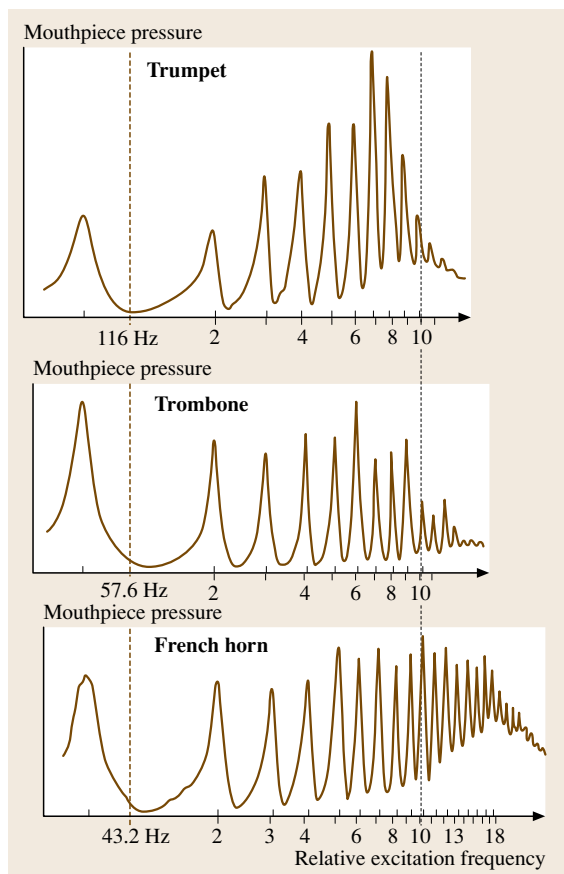 Mouthpiece pressure
Trumpet
116 Hz 2 4 6 8 10
Mouthpiece pressure
Trombone
57.6 Hz 2 4 6 8 10
Mouthpiece pressure
French horn
43.2 Hz 2 3 4 6 8 10 13 18
Relative excitation frequency